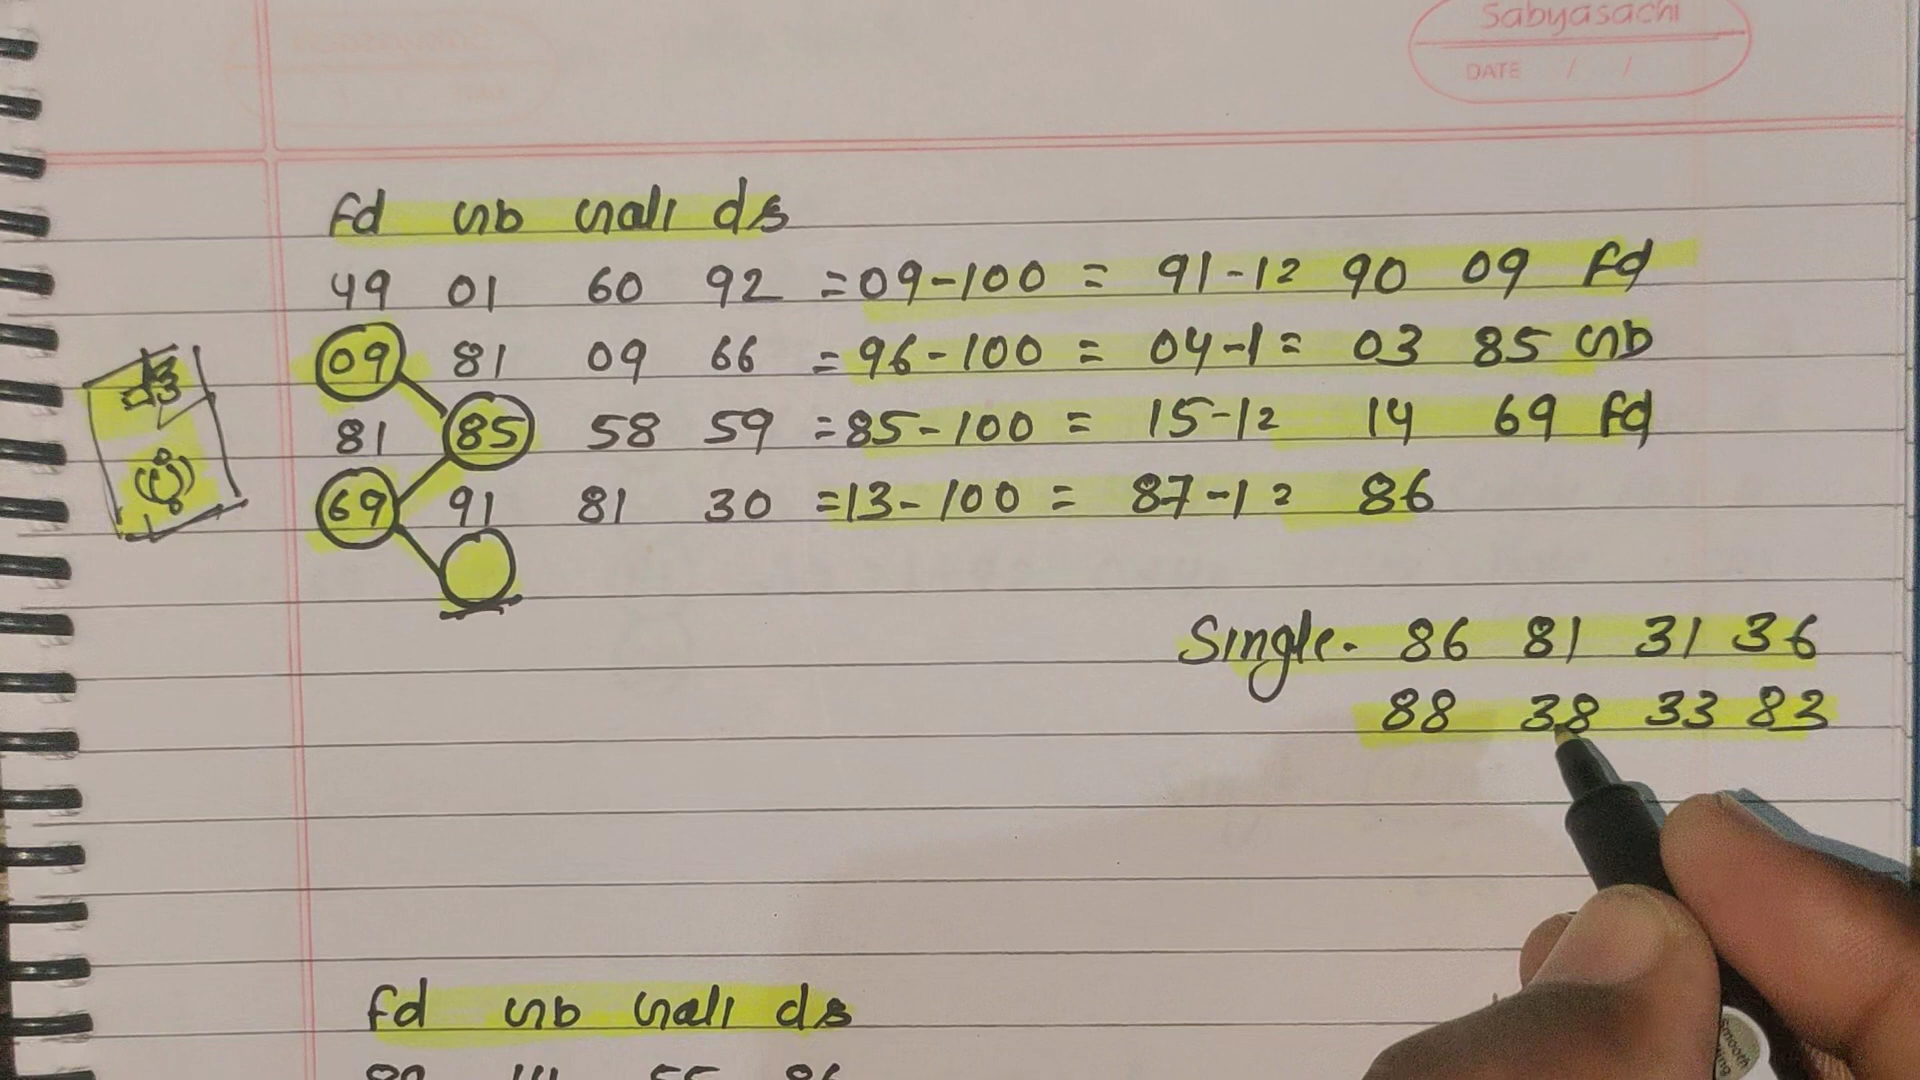 Sabyasachi
DATE / /
Fd Gb Gali ds
49 01 60 92 = 09-100 = 91-12 90 09 Fd
09 81 09 66 = 96-100 = 04-1= 03 85 Gb
81 85 58 59 = 85-100 = 15-12 14 69 Fd
69 91 81 30 =13-100 = 87-12 86
Single. 86 81 31 36
88 38 33 83
Fd Gb Gali ds